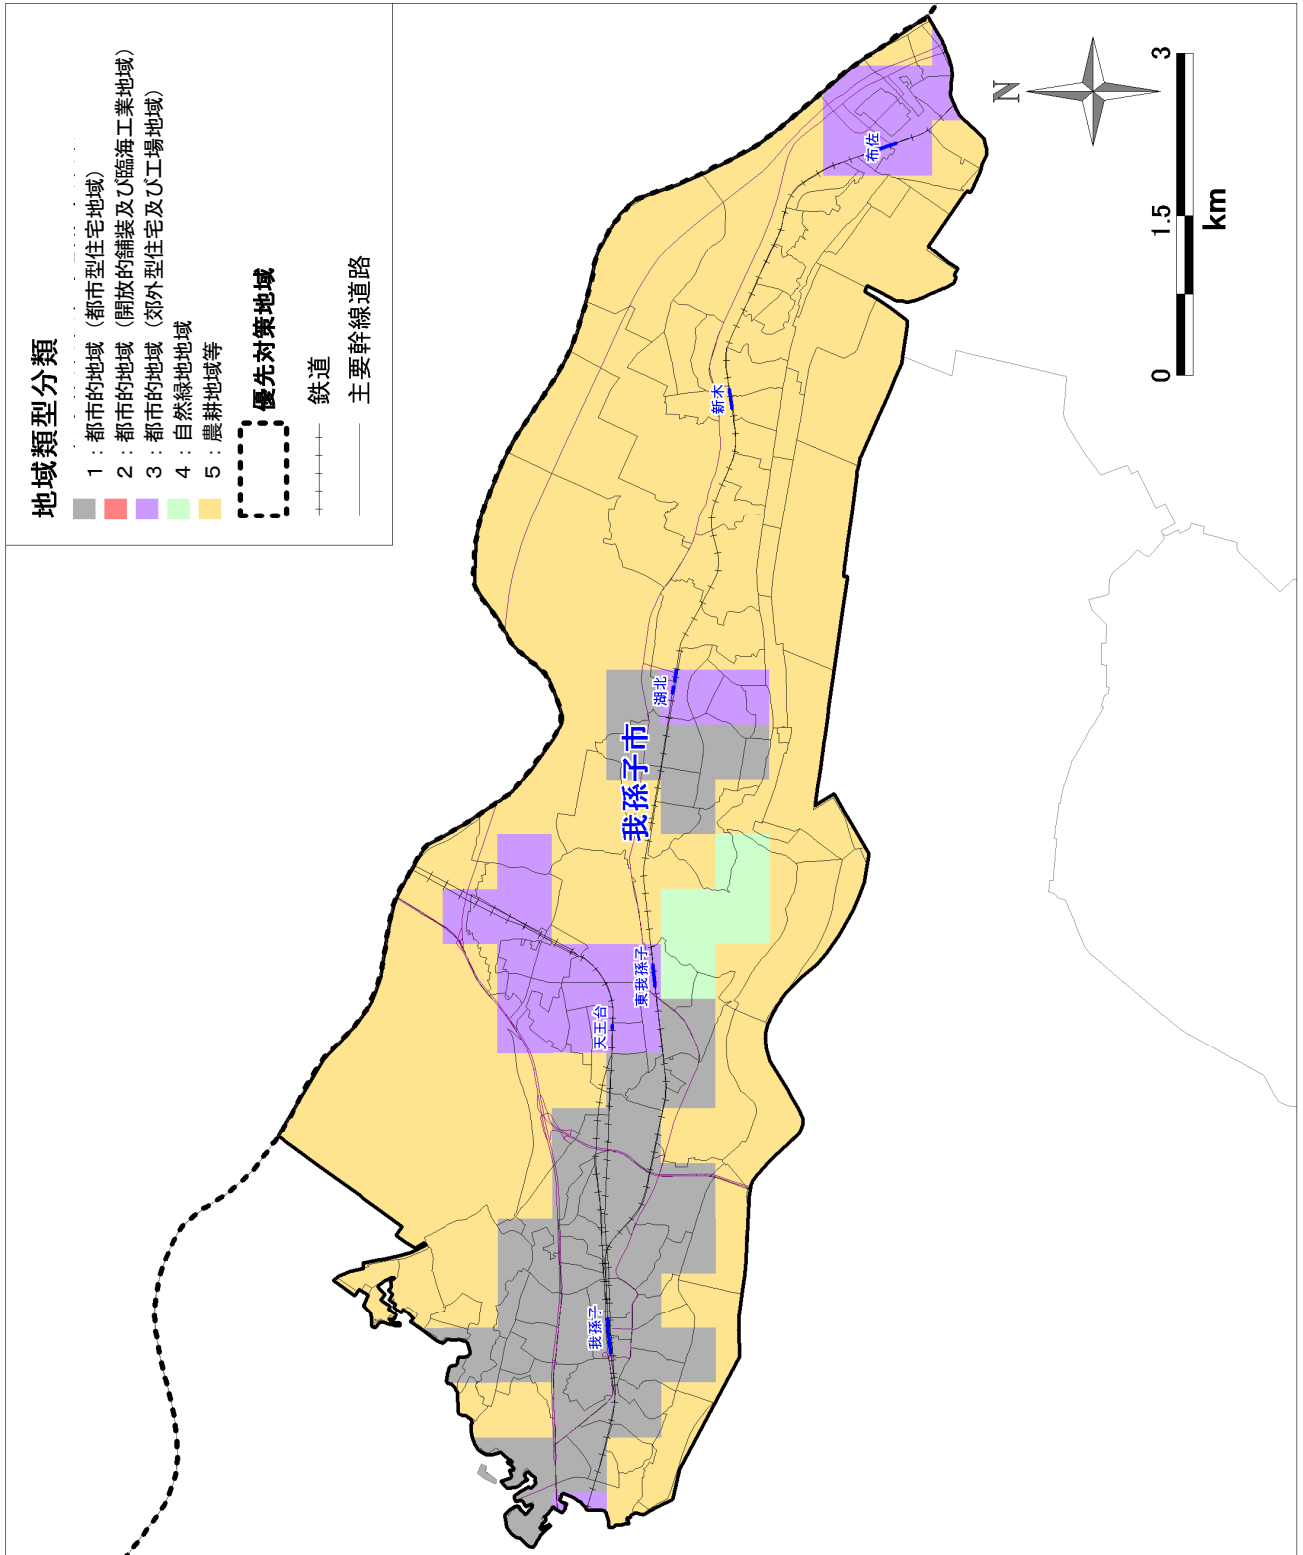 地域類型分類
1：都市的地域（都市型住宅地域）
2：都市的地域（開放的舗装及び臨海工業地域）
3：都市的地域（郊外型住宅及び工場地域）
4：自然緑地地域
5：農耕地域等
優先対策地域
鉄道
主要幹線道路
我孫子市
我孫子
天王台
東我孫子
湖北
新木
布佐
N
0 1.5 3
km